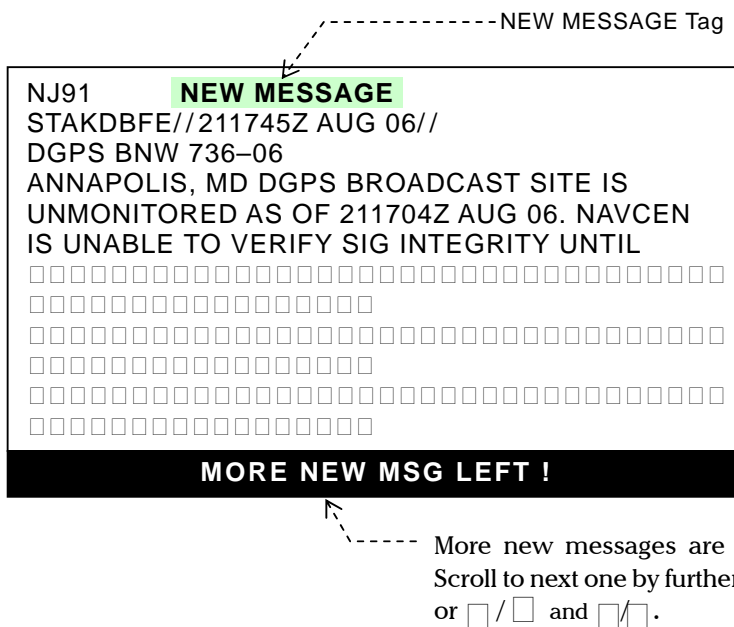 NEW MESSAGE Tag
NJ91 NEW MESSAGE
STAKDBFE//211745Z AUG 06//
DGPS BNW 736–06
ANNAPOLIS, MD DGPS BROADCAST SITE IS
UNMONITORED AS OF 211704Z AUG 06. NAVCEN
IS UNABLE TO VERIFY SIG INTEGRITY UNTIL
□□□□□□□□□□□□□□□□□□□□□□□□□□□□□□□□□□
□□□□□□□□□□□□□□□□□
□□□□□□□□□□□□□□□□□□□□□□□□□□□□□□□□□□
□□□□□□□□□□□□□□□□□
□□□□□□□□□□□□□□□□□□□□□□□□□□□□□□□□□□
□□□□□□□□□□□□□□□□□
MORE NEW MSG LEFT !
More new messages are
Scroll to next one by further
or □ / □ and □/□ .